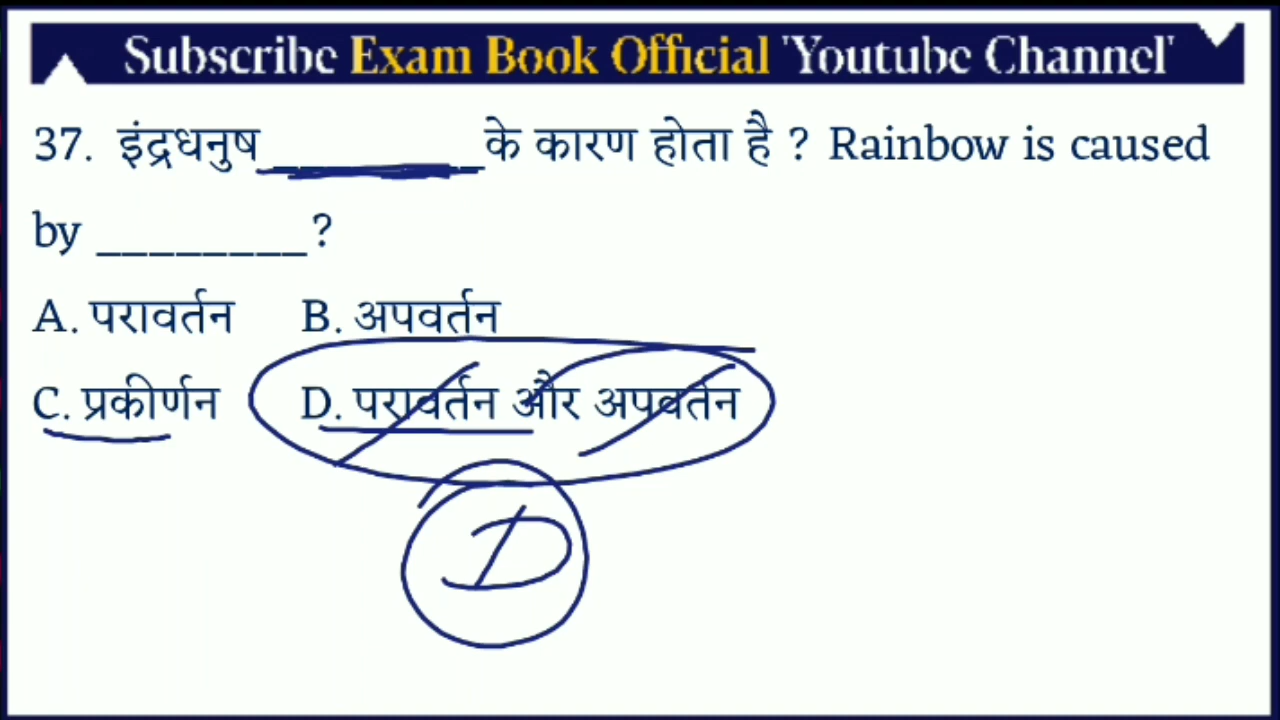 Subscribe Exam Book Official 'Youtube Channel'
37. इंद्रधनुष ________के कारण होता है ? Rainbow is caused
by ________?
A. परावर्तन B. अपवर्तन
C. प्रकीर्णन D. परावर्तन और अपवर्तन
D